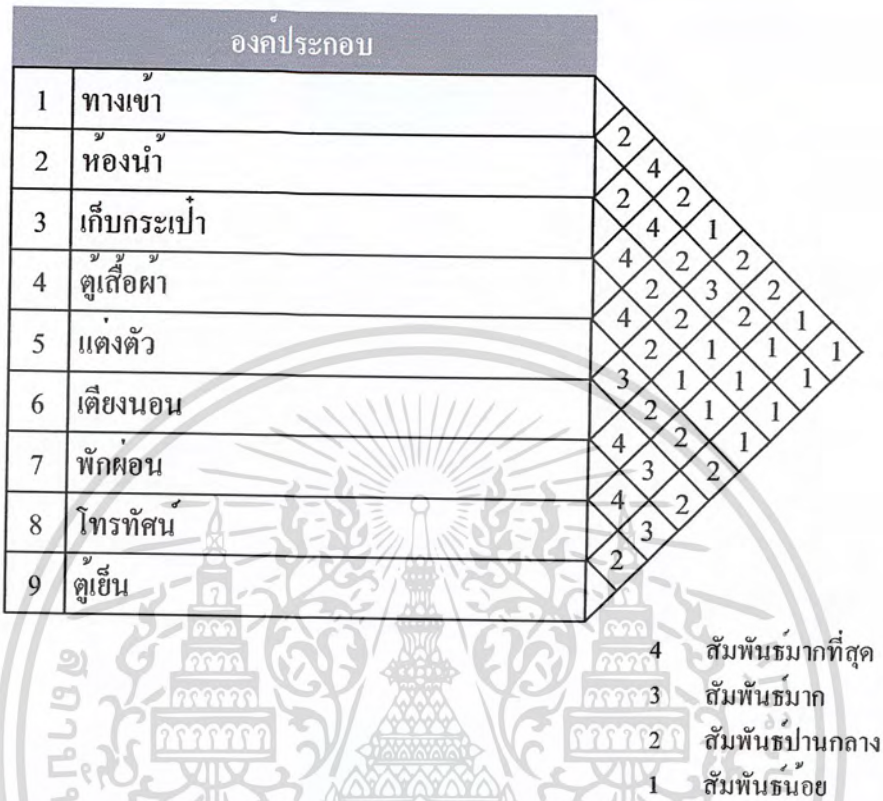 องค์ประกอบ
1 ทางเข้า
2
2 ห้องน้ำ
4
2 2
3 เก็บกระเป๋า
4 1
4 2 2
4 ตู้เสื้อผ้า
2 3 2
4 2 2 1
5 แต่งตัว
2 1 1 1
3 1 1 1
6 เตียงนอน
2 1 1
4 2 1
7 พักผ่อน
3 2
4 2
8 โทรทัศน์
3
2
9 ตู้เย็น
4 สัมพันธ์มากที่สุด
3 สัมพันธ์มาก
2 สัมพันธ์ปานกลาง
1 สัมพันธ์น้อย